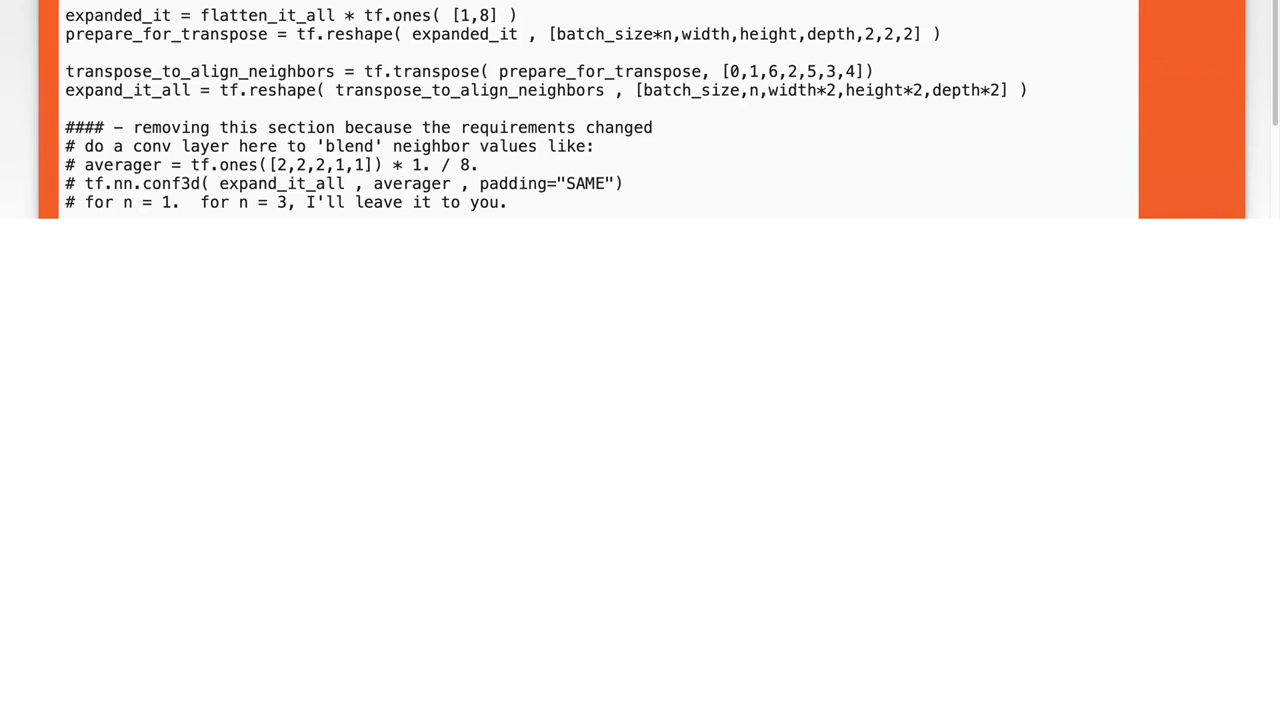 expanded_it = flatten_it_all * tf.ones( [1,8] )
prepare_for_transpose = tf.reshape( expanded_it , [batch_size*n,width,height,depth,2,2,2] )
transpose_to_align_neighbors = tf.transpose( prepare_for_transpose, [0,1,6,2,5,3,4])
expand_it_all = tf.reshape( transpose_to_align_neighbors , [batch_size,n,width*2,height*2,depth*2] )
#### - removing this section because the requirements changed
# do a conv layer here to 'blend' neighbor values like:
# averager = tf.ones([2,2,2,1,1]) * 1. / 8.
# tf.nn.conf3d( expand_it_all , averager , padding="SAME")
# for n = 1.  for n = 3, I'll leave it to you.